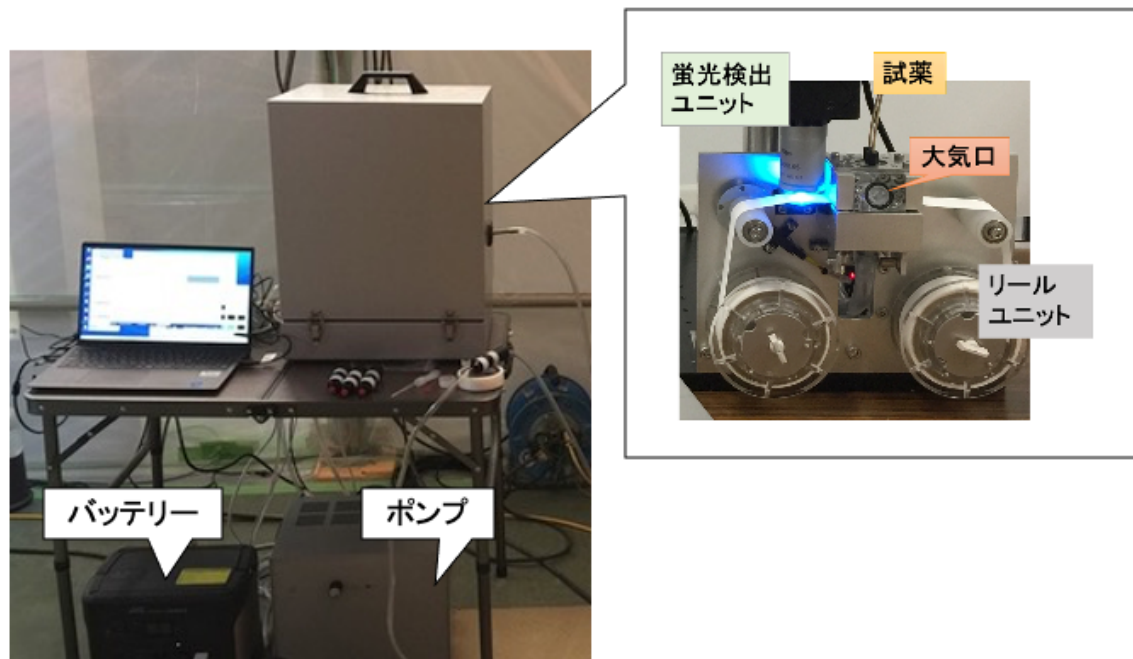 蛍光検出
ユニット
試薬
大気口
リール
ユニット
バッテリー
ポンプ